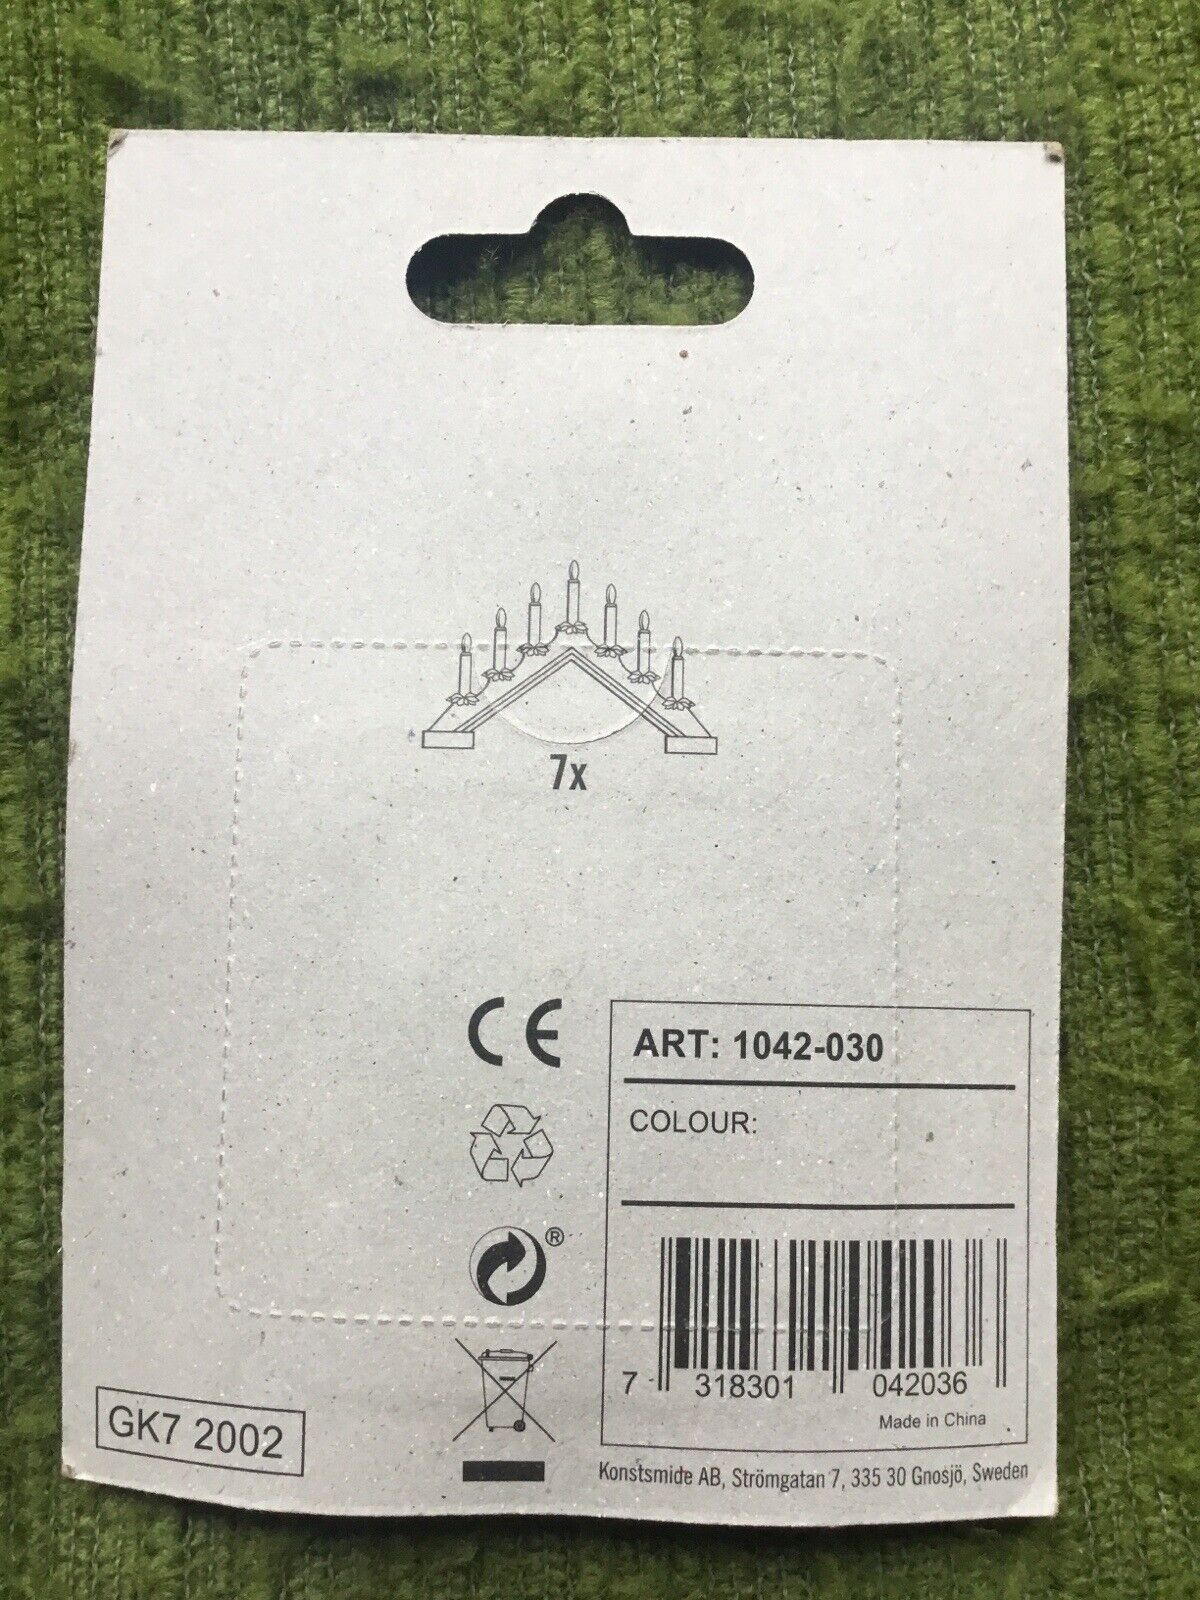 7x
CE
ART: 1042-030
COLOUR:
®
7 318301 042036
Made in China
GK7 2002
Konstsmide AB, Strömgatan 7, 335 30 Gnosjö, Sweden